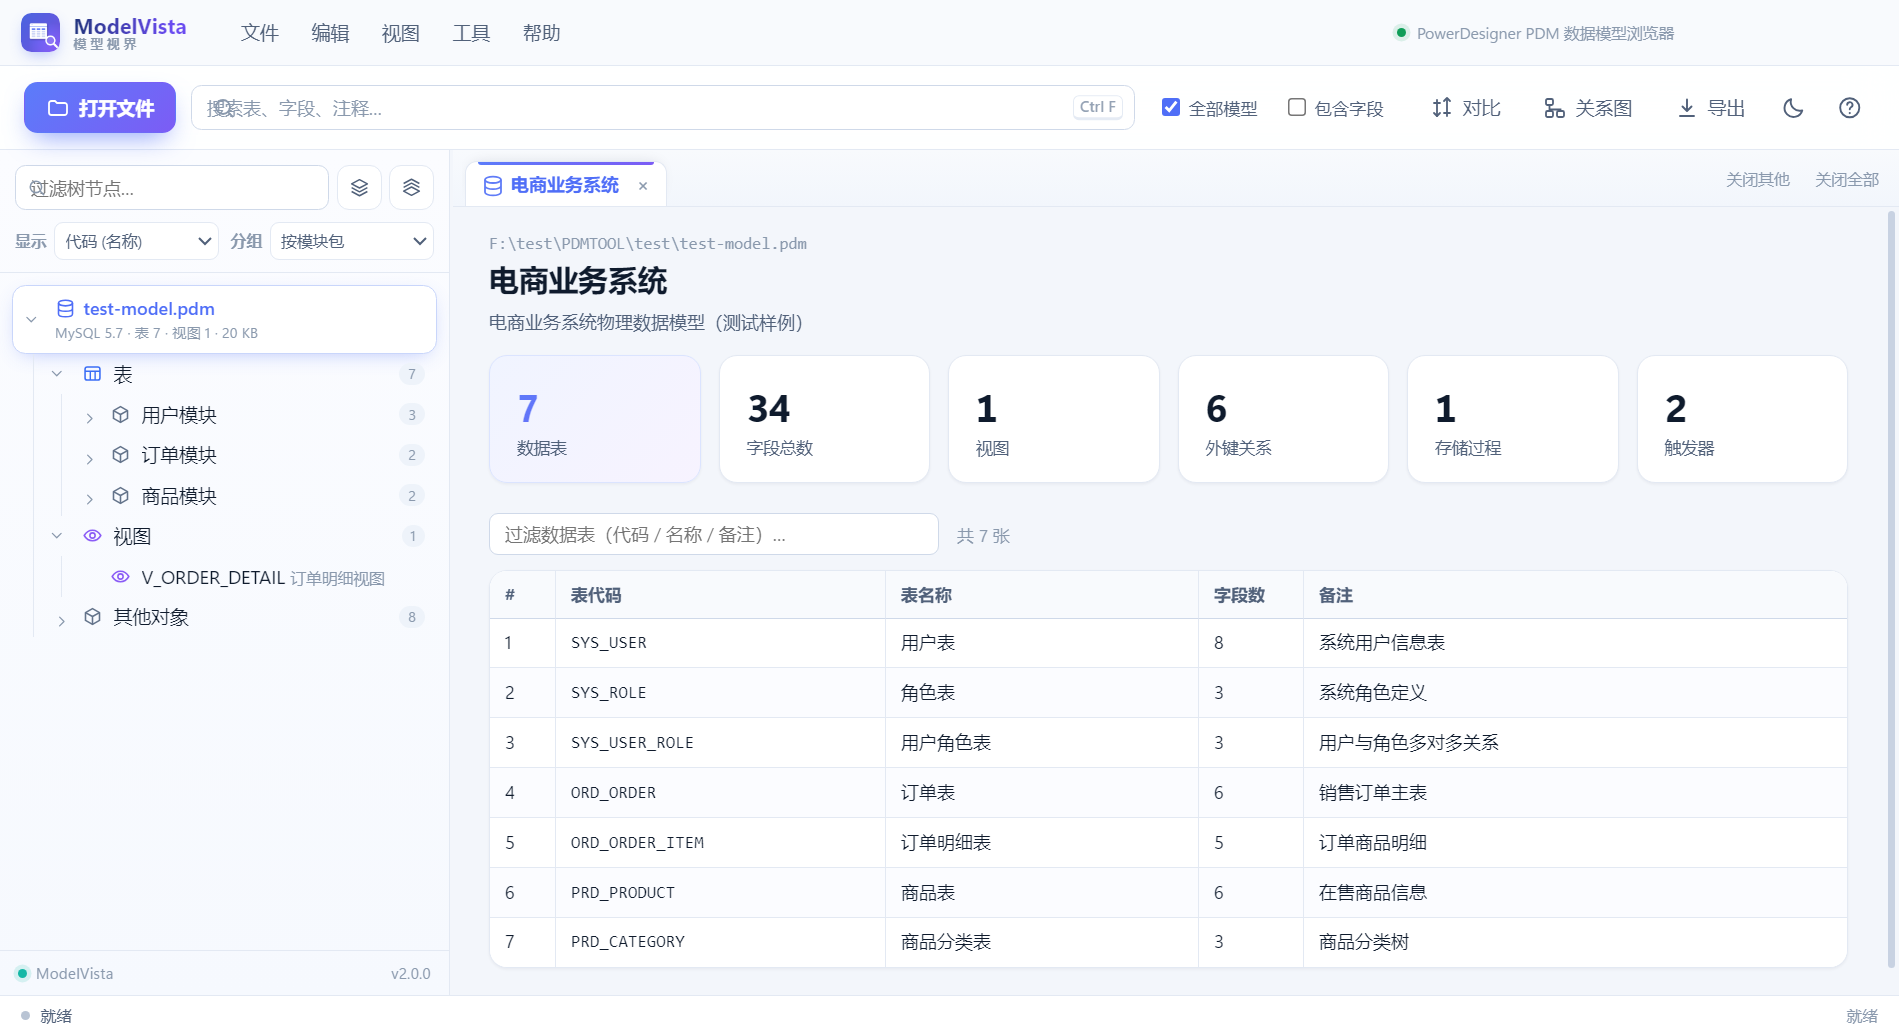 ModelVista
模型视界
文件 编辑 视图 工具 帮助
PowerDesigner PDM 数据模型浏览器
打开文件
搜索表、字段、注释...
Ctrl F
全部模型
包含字段
对比
关系图
导出
过滤树节点...
显示 代码 (名称) 分组 按模块包
test-model.pdm
MySQL 5.7 · 表 7 · 视图 1 · 20 KB
表 7
用户模块 3
订单模块 2
商品模块 2
视图 1
V_ORDER_DETAIL 订单明细视图
其他对象 8
ModelVista v2.0.0
电商业务系统 ×
关闭其他 关闭全部
F:\test\PDMTOOL\test\test-model.pdm
电商业务系统
电商业务系统物理数据模型（测试样例）
7 34 1 6 1 2
数据表 字段总数 视图 外键关系 存储过程 触发器
过滤数据表（代码 / 名称 / 备注）...
共 7 张
# 表代码 表名称 字段数 备注
1 SYS_USER 用户表 8 系统用户信息表
2 SYS_ROLE 角色表 3 系统角色定义
3 SYS_USER_ROLE 用户角色表 3 用户与角色多对多关系
4 ORD_ORDER 订单表 6 销售订单主表
5 ORD_ORDER_ITEM 订单明细表 5 订单商品明细
6 PRD_PRODUCT 商品表 6 在售商品信息
7 PRD_CATEGORY 商品分类表 3 商品分类树
就绪 就绪